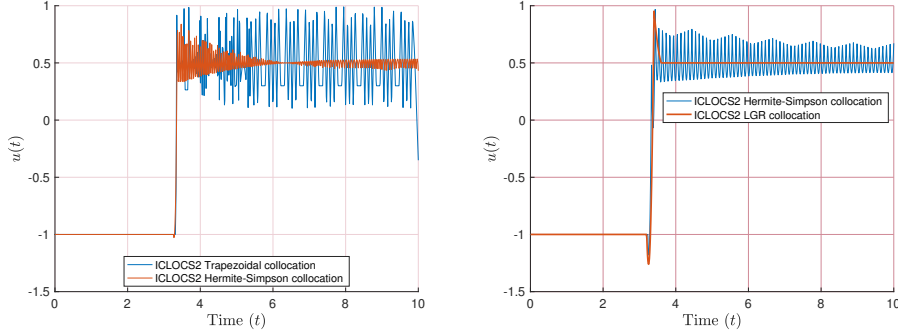 1
0.5
0
-0.5
-1
-1.5
u(t)
ICLOCS2 Trapezoidal collocation
ICLOCS2 Hermite-Simpson collocation
0 2 4 6 8 10
Time (t)
1
0.5
0
-0.5
-1
-1.5
u(t)
ICLOCS2 Hermite-Simpson collocation
ICLOCS2 LGR collocation
0 2 4 6 8 10
Time (t)